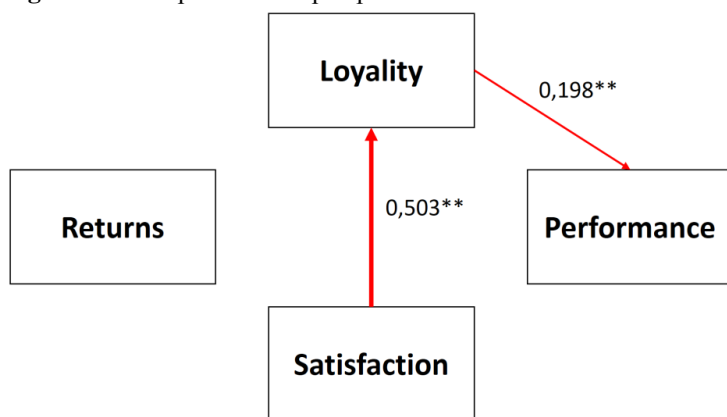 Loyality
0,198**
Returns
0,503**
Performance
Satisfaction